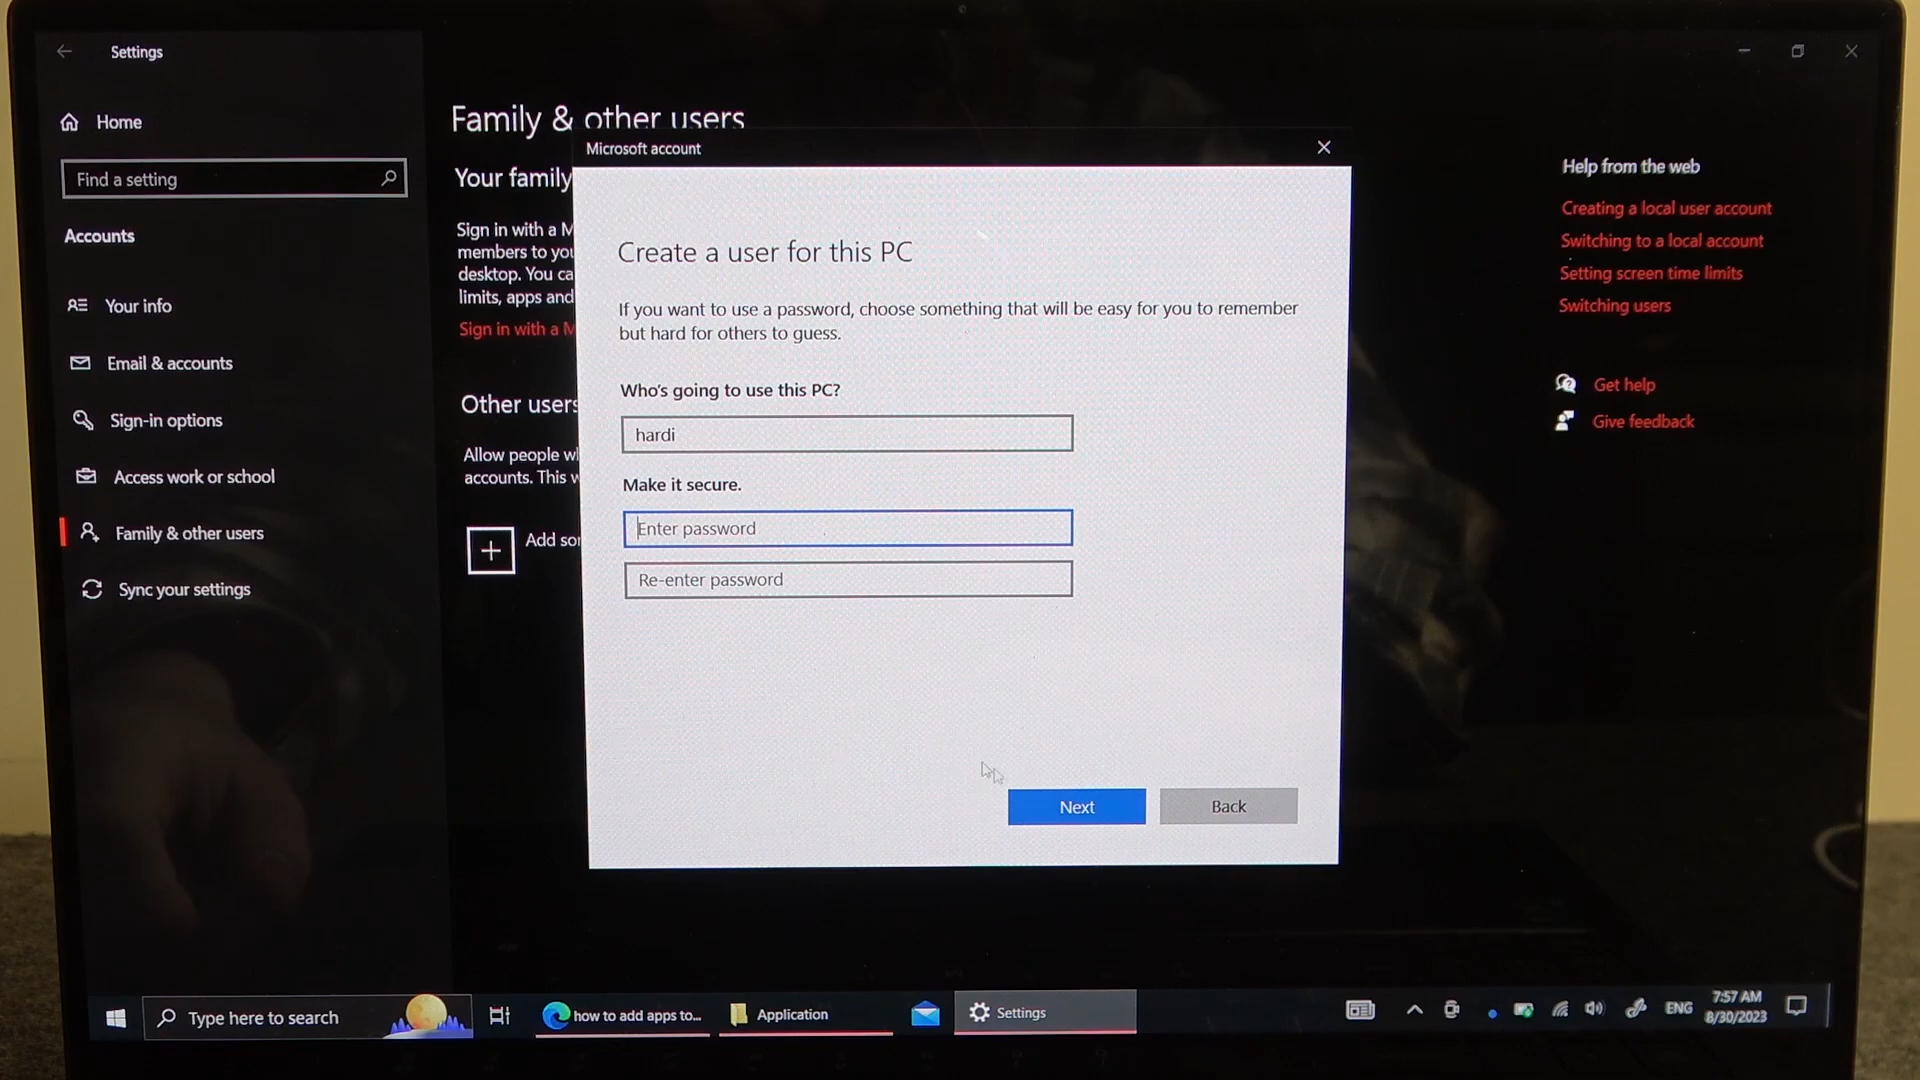 Settings
Home
Find a setting
Accounts
Your info
Email & accounts
Sign-in options
Access work or school
Family & other users
Sync your settings
Family & other users
Your family
Sign in with a M
members to you
desktop. You ca
limits, apps and
Sign in with a M
Other users
Allow people wh
accounts. This w
Add som
Microsoft account
Create a user for this PC
If you want to use a password, choose something that will be easy for you to remember
but hard for others to guess.
Who's going to use this PC?
hardi
Make it secure.
Enter password
Re-enter password
Next
Back
Help from the web
Creating a local user account
Switching to a local account
Setting screen time limits
Switching users
Get help
Give feedback
Type here to search
how to add apps to...
Application
Settings
ENG
7:57 AM
8/30/2023